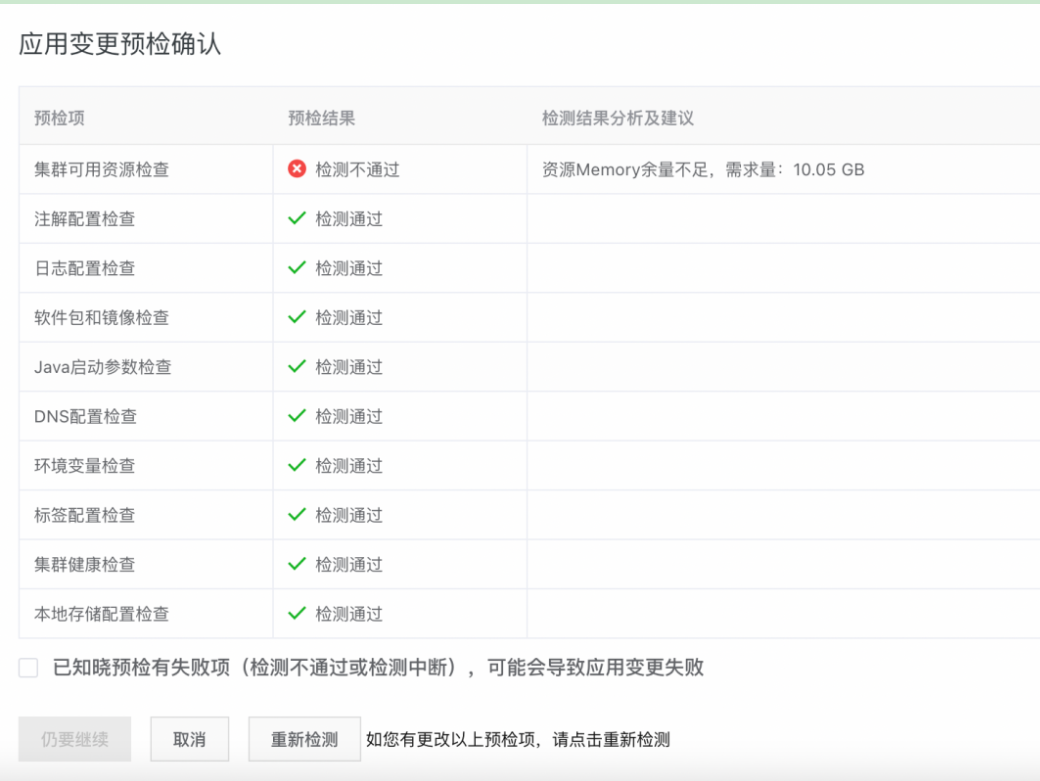 应用变更预检确认
预检项 预检结果 检测结果分析及建议
集群可用资源检查 检测不通过 资源Memory余量不足，需求量：10.05 GB
注解配置检查 检测通过
日志配置检查 检测通过
软件包和镜像检查 检测通过
Java启动参数检查 检测通过
DNS配置检查 检测通过
环境变量检查 检测通过
标签配置检查 检测通过
集群健康检查 检测通过
本地存储配置检查 检测通过
已知晓预检有失败项（检测不通过或检测中断），可能会导致应用变更失败
仍要继续 取消 重新检测 如您有更改以上预检项，请点击重新检测